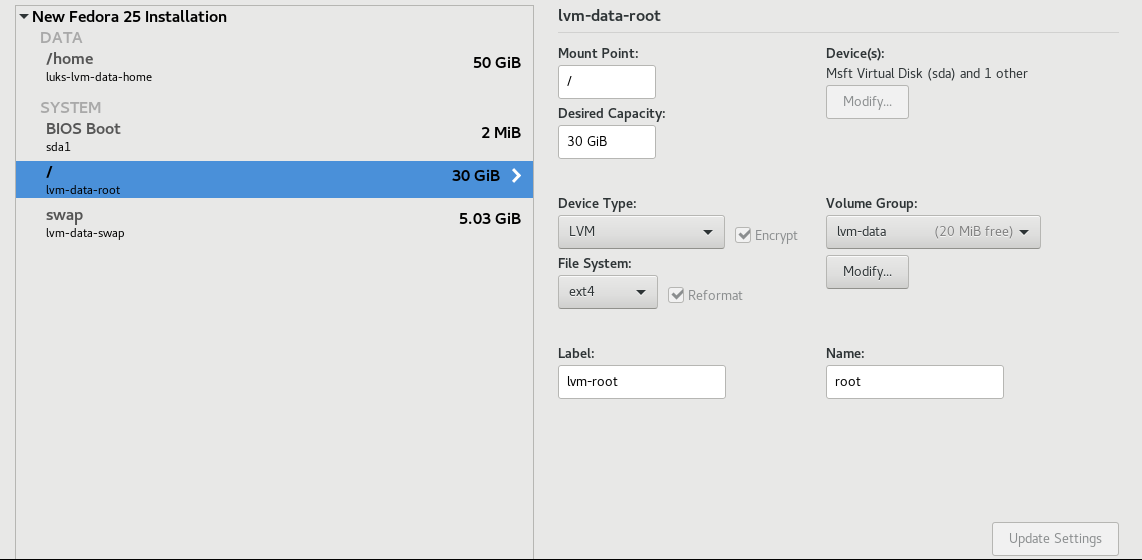 New Fedora 25 Installation
DATA
/home
50 GiB
luks-lvm-data-home
SYSTEM
BIOS Boot
2 MiB
sda1
/
30 GiB
lvm-data-root
swap
5.03 GiB
lvm-data-swap
lvm-data-root
Mount Point:
/
Desired Capacity:
30 GiB
Device(s):
Msft Virtual Disk (sda) and 1 other
Modify...
Device Type:
LVM
Encrypt
Volume Group:
lvm-data (20 MiB free)
Modify...
File System:
ext4
Reformat
Label:
lvm-root
Name:
root
Update Settings